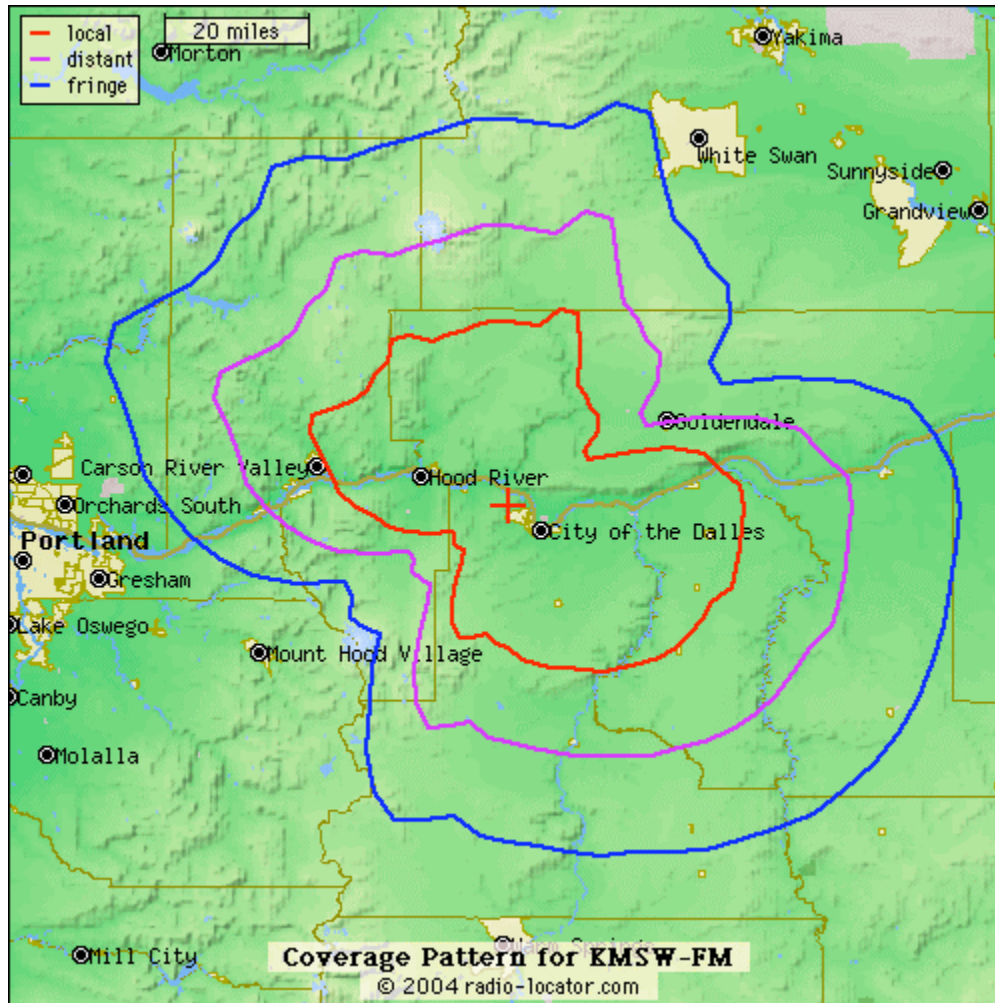 local
distant
fringe
20 miles
Morton
Yakima
White Swan
Sunnyside
Grandview
Goldendale
Carson River Valley
Hood River
Orchards South
City of the Dalles
Portland
Gresham
Lake Oswego
Mount Hood Village
Canby
Molalla
Warm Springs
Mill City
Coverage Pattern for KMSW-FM
© 2004 radio-locator.com